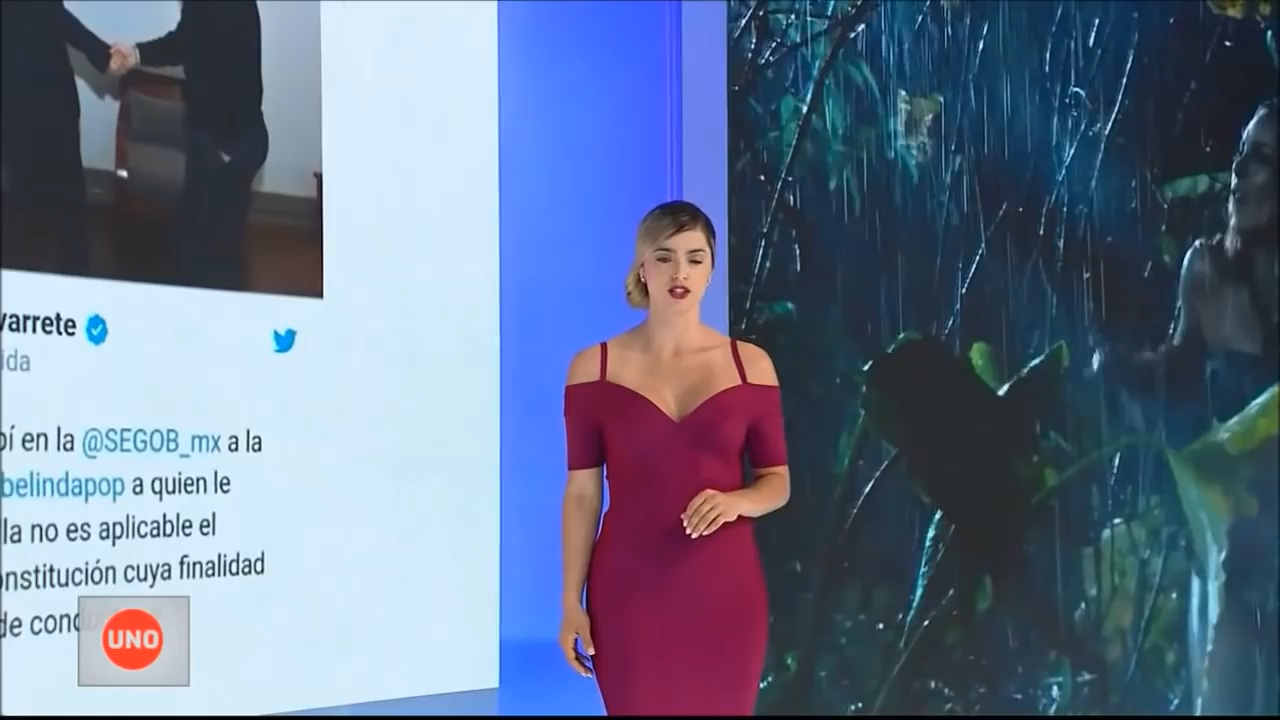 varrete
ida
bí en la @SEGOB_mx a la
belindapop a quien le
la no es aplicable el
onstitución cuya finalidad
de cond
UNO